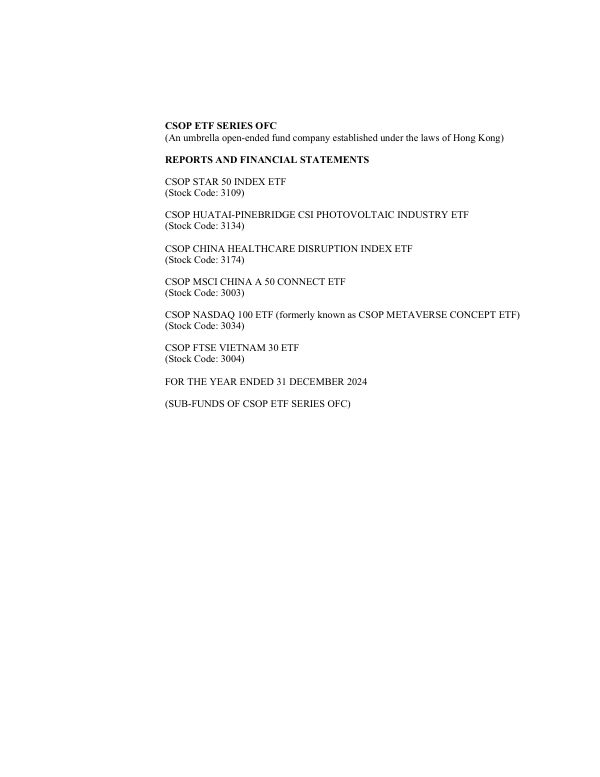 CSOP ETF SERIES OFC
(An umbrella open-ended fund company established under the laws of Hong Kong)
REPORTS AND FINANCIAL STATEMENTS
CSOP STAR 50 INDEX ETF
(Stock Code: 3109)
CSOP HUATAI-PINEBRIDGE CSI PHOTOVOLTAIC INDUSTRY ETF
(Stock Code: 3134)
CSOP CHINA HEALTHCARE DISRUPTION INDEX ETF
(Stock Code: 3174)
CSOP MSCI CHINA A 50 CONNECT ETF
(Stock Code: 3003)
CSOP NASDAQ 100 ETF (formerly known as CSOP METAVERSE CONCEPT ETF)
(Stock Code: 3034)
CSOP FTSE VIETNAM 30 ETF
(Stock Code: 3004)
FOR THE YEAR ENDED 31 DECEMBER 2024
(SUB-FUNDS OF CSOP ETF SERIES OFC)